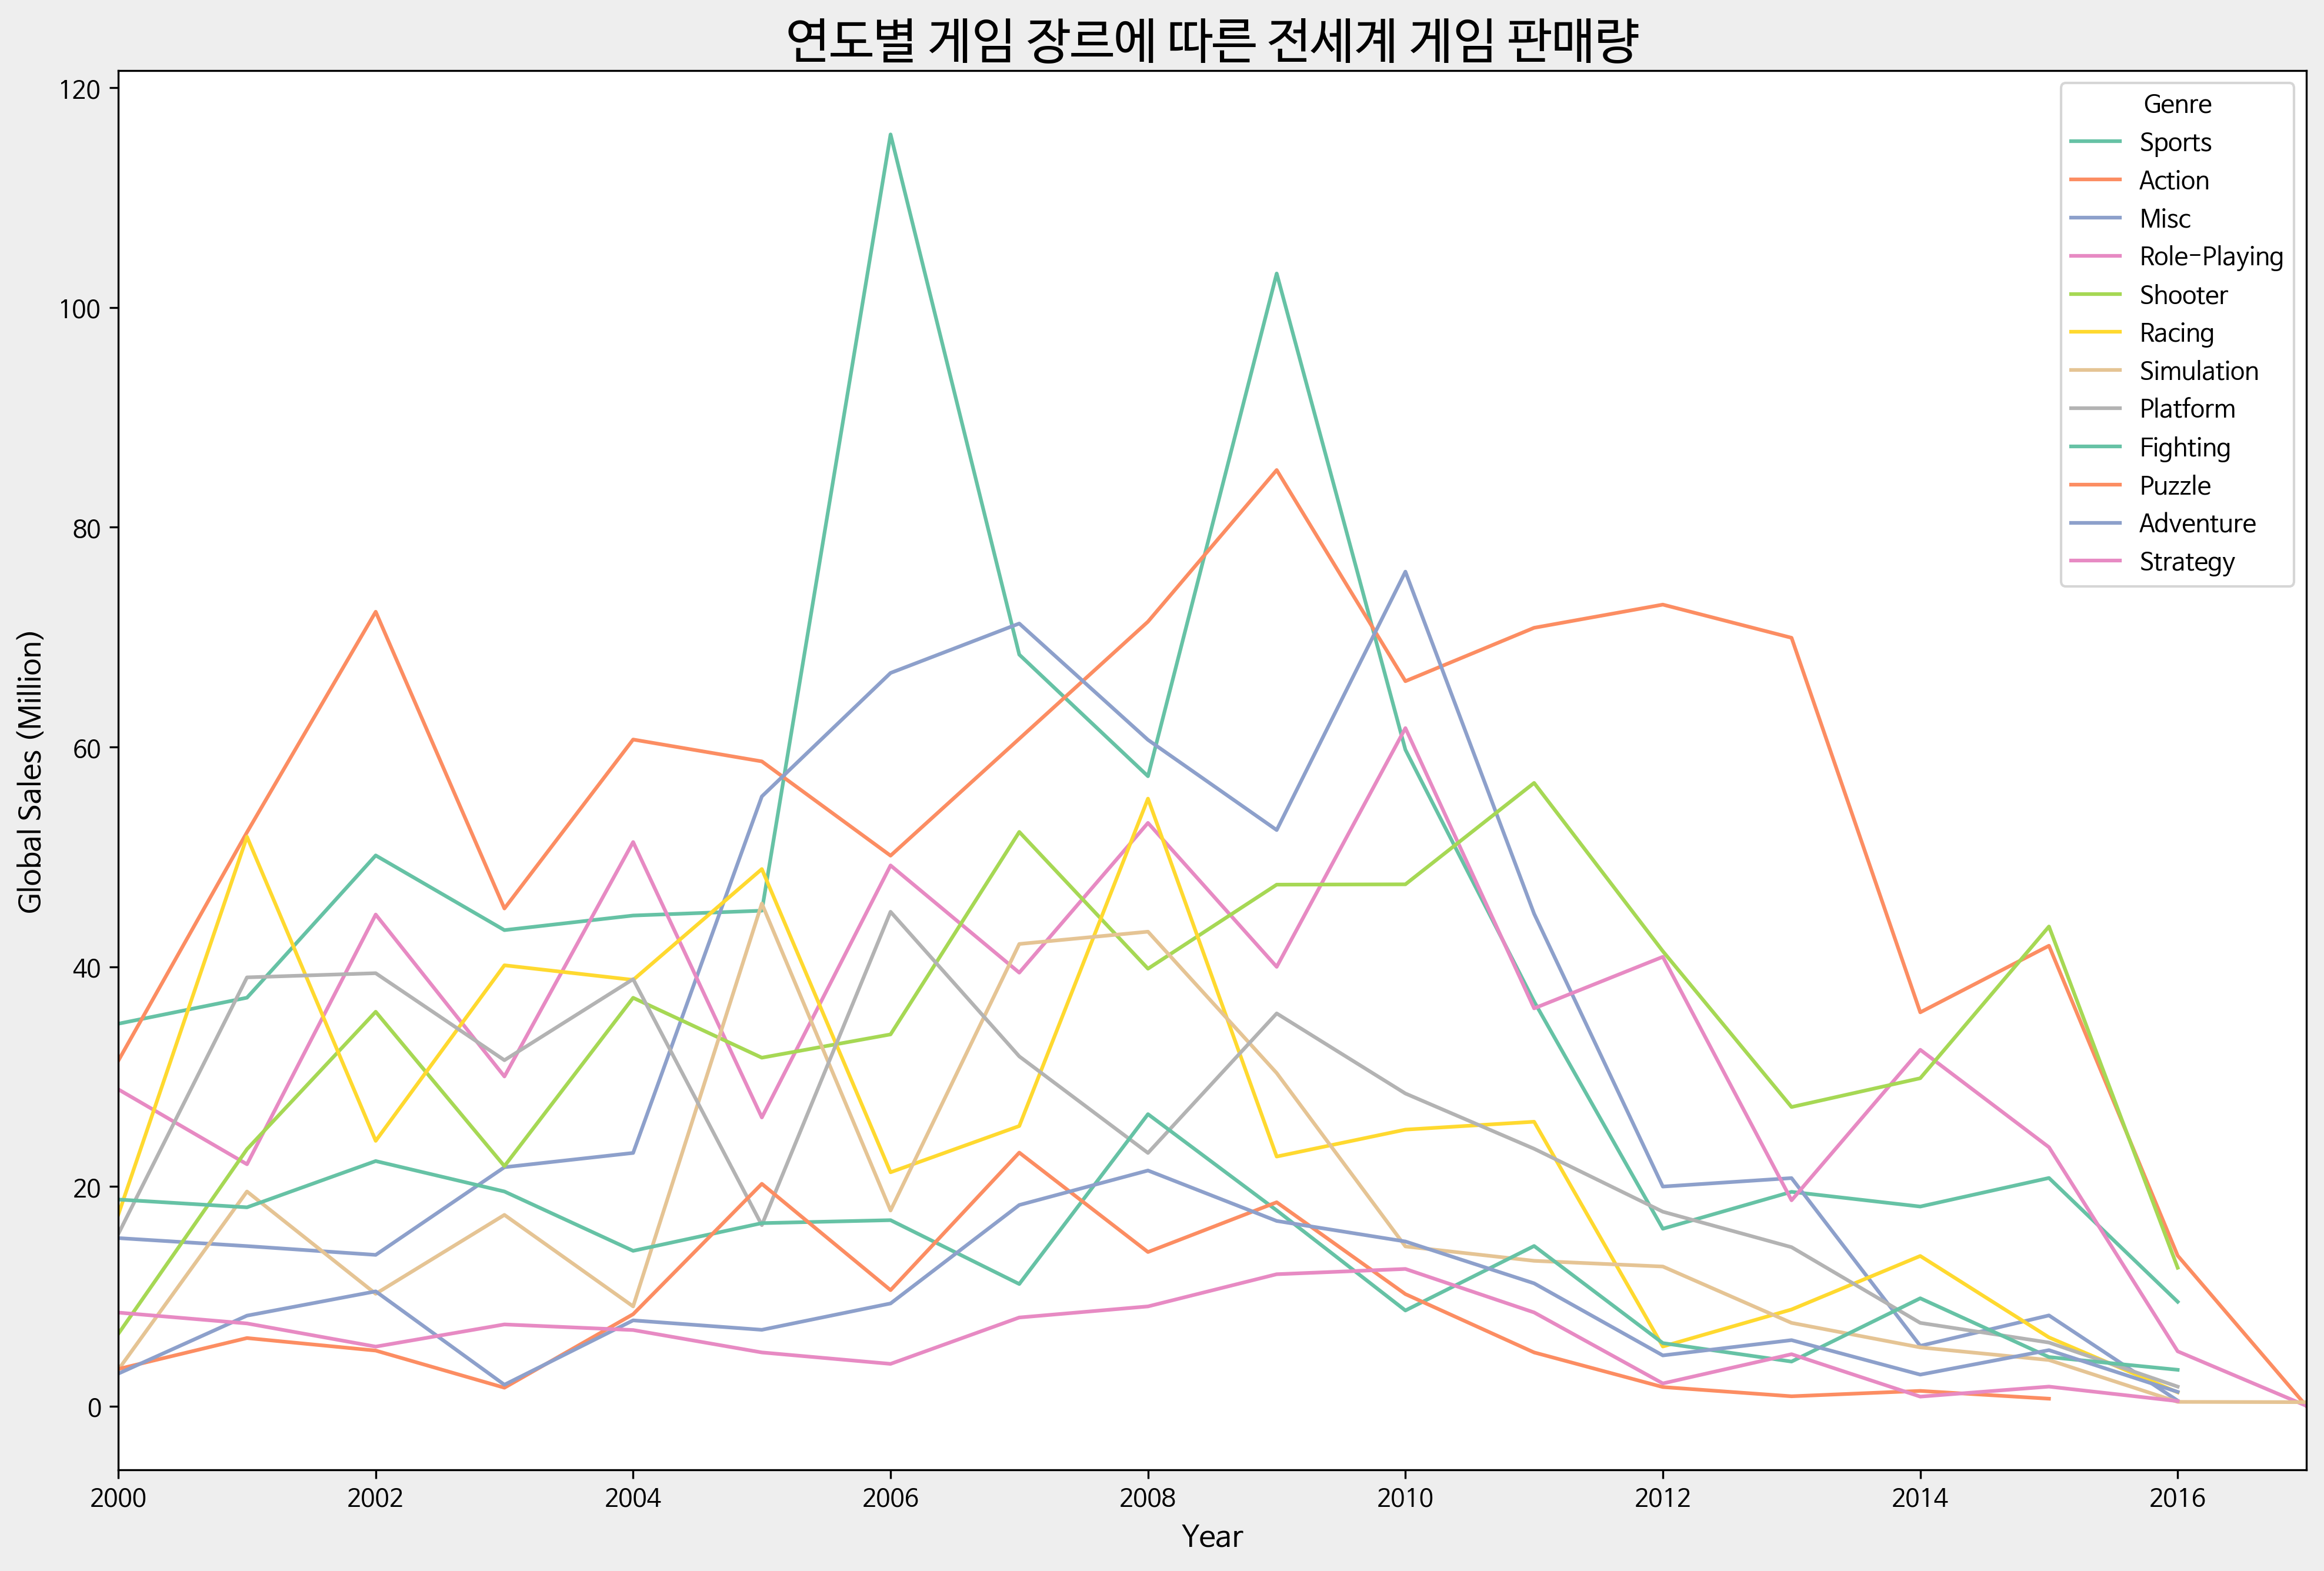 연도별 게임 장르에 따른 전세계 게임 판매량
120
100
80
60
40
20
0
Global Sales (Million)
Genre
Sports
Action
Misc
Role-Playing
Shooter
Racing
Simulation
Platform
Fighting
Puzzle
Adventure
Strategy
2000 2002 2004 2006 2008 2010 2012 2014 2016
Year